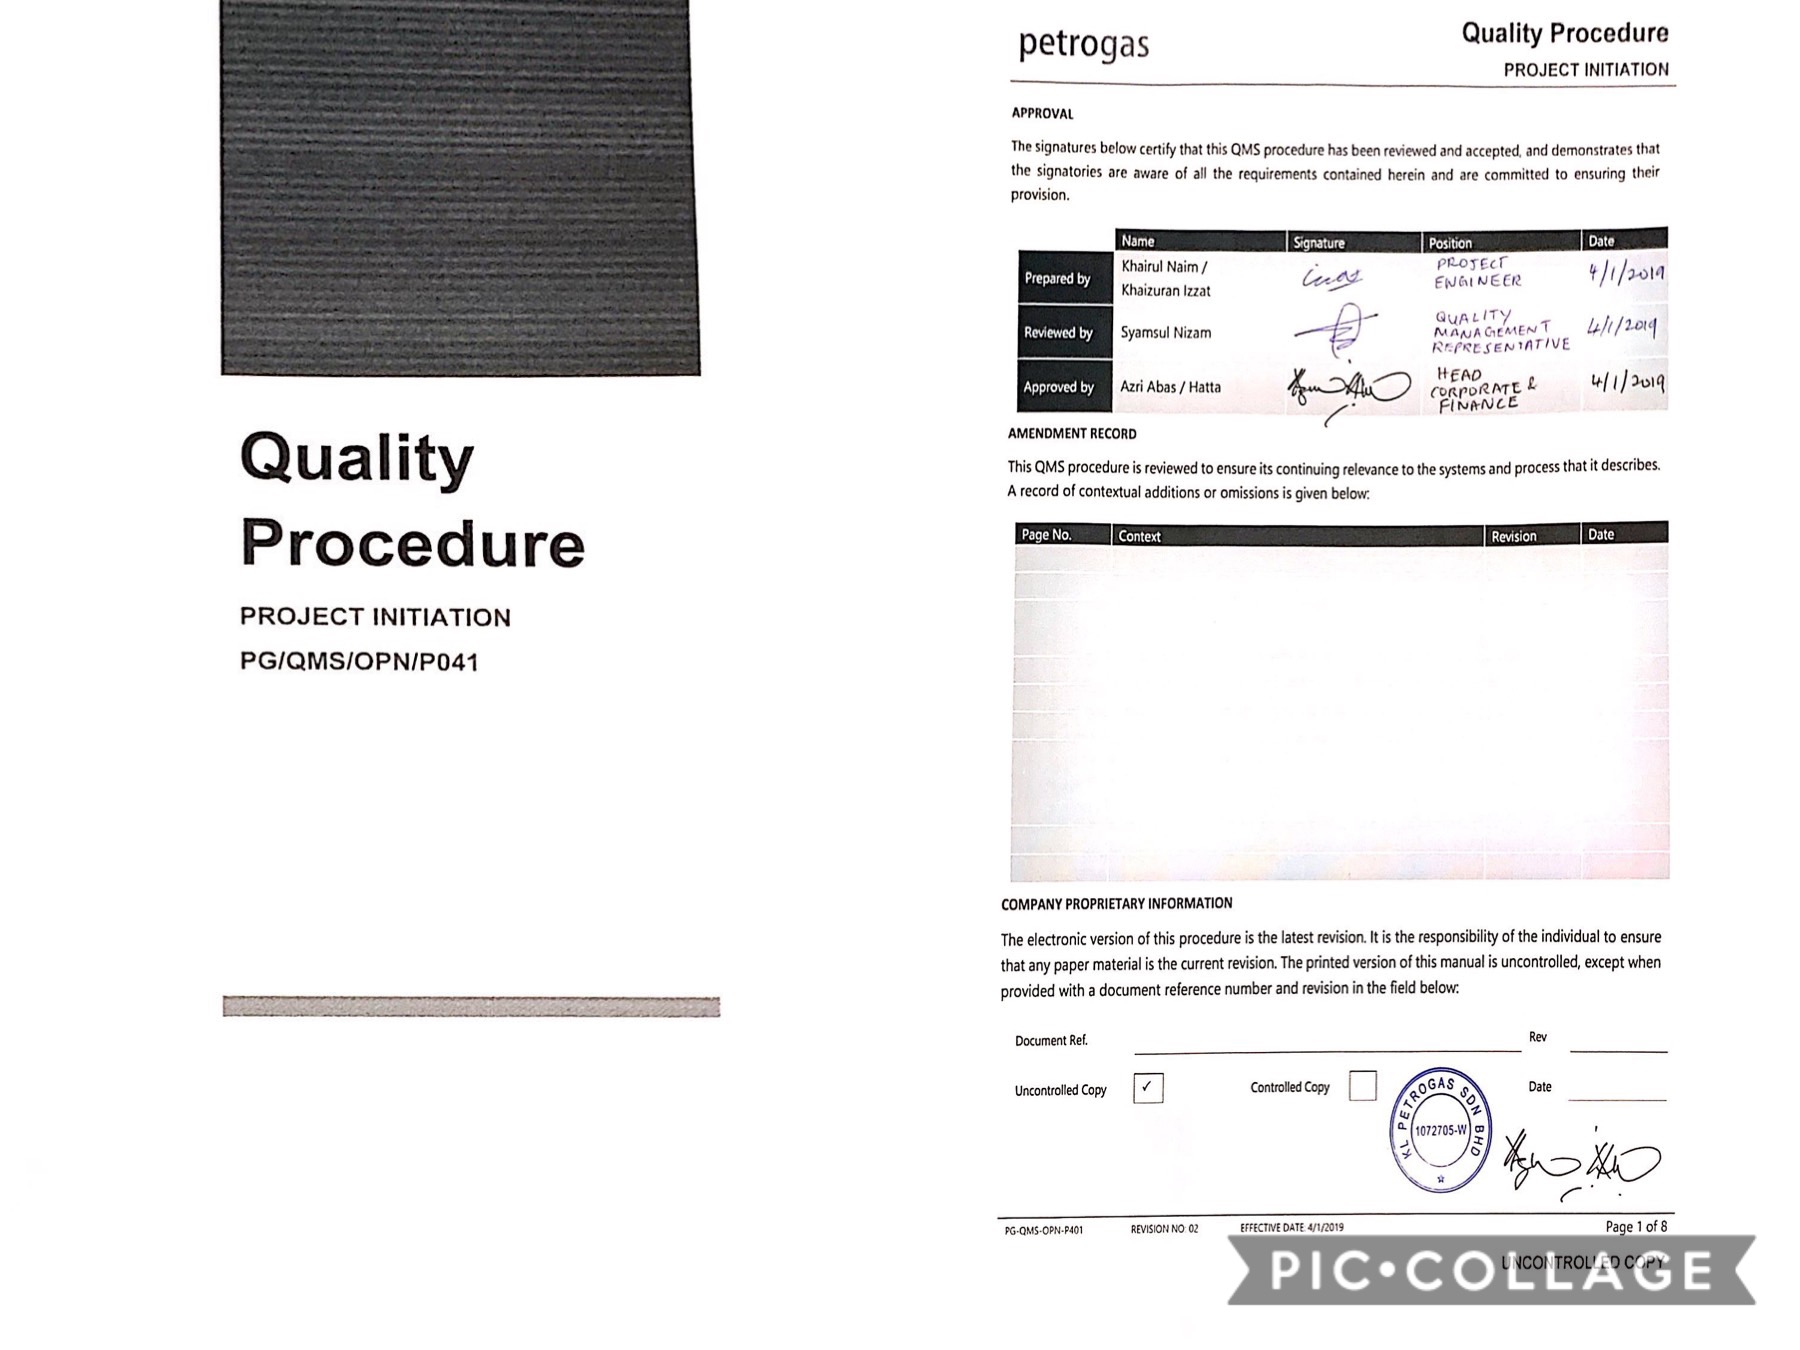 Quality
Procedure
PROJECT INITIATION
PG/QMS/OPN/P041
petrogas
Quality Procedure
PROJECT INITIATION
APPROVAL
The signatures below certify that this QMS procedure has been reviewed and accepted, and demonstrates that
the signatories are aware of all the requirements contained herein and are committed to ensuring their
provision.
Name Signature Position Date
Prepared by Khairul Naim / Khaizuran Izzat PROJECT ENGINEER 4/1/2019
Reviewed by Syamsul Nizam QUALITY MANAGEMENT REPRESENTATIVE 4/1/2019
Approved by Azri Abas / Hatta HEAD CORPORATE & FINANCE 4/1/2019
AMENDMENT RECORD
This QMS procedure is reviewed to ensure its continuing relevance to the systems and process that it describes.
A record of contextual additions or omissions is given below:
Page No. Context Revision Date
COMPANY PROPRIETARY INFORMATION
The electronic version of this procedure is the latest revision. It is the responsibility of the individual to ensure
that any paper material is the current revision. The printed version of this manual is uncontrolled, except when
provided with a document reference number and revision in the field below:
Document Ref. Rev
Uncontrolled Copy ✓ Controlled Copy Date
KL PETROGAS SDN BHD
1072705-W
PG-QMS-OPN-P401 REVISION NO: 02 EFFECTIVE DATE: 4/1/2019 Page 1 of 8
UNCONTROLLED COPY
PIC•COLLAGE